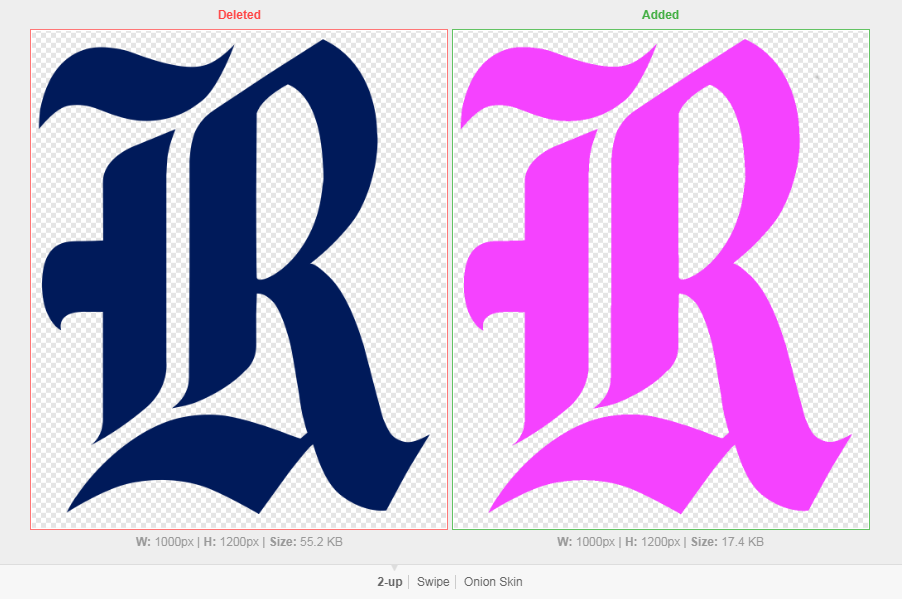 Deleted
Added
R
R
W: 1000px | H: 1200px | Size: 55.2 KB
W: 1000px | H: 1200px | Size: 17.4 KB
2-up
Swipe
Onion Skin